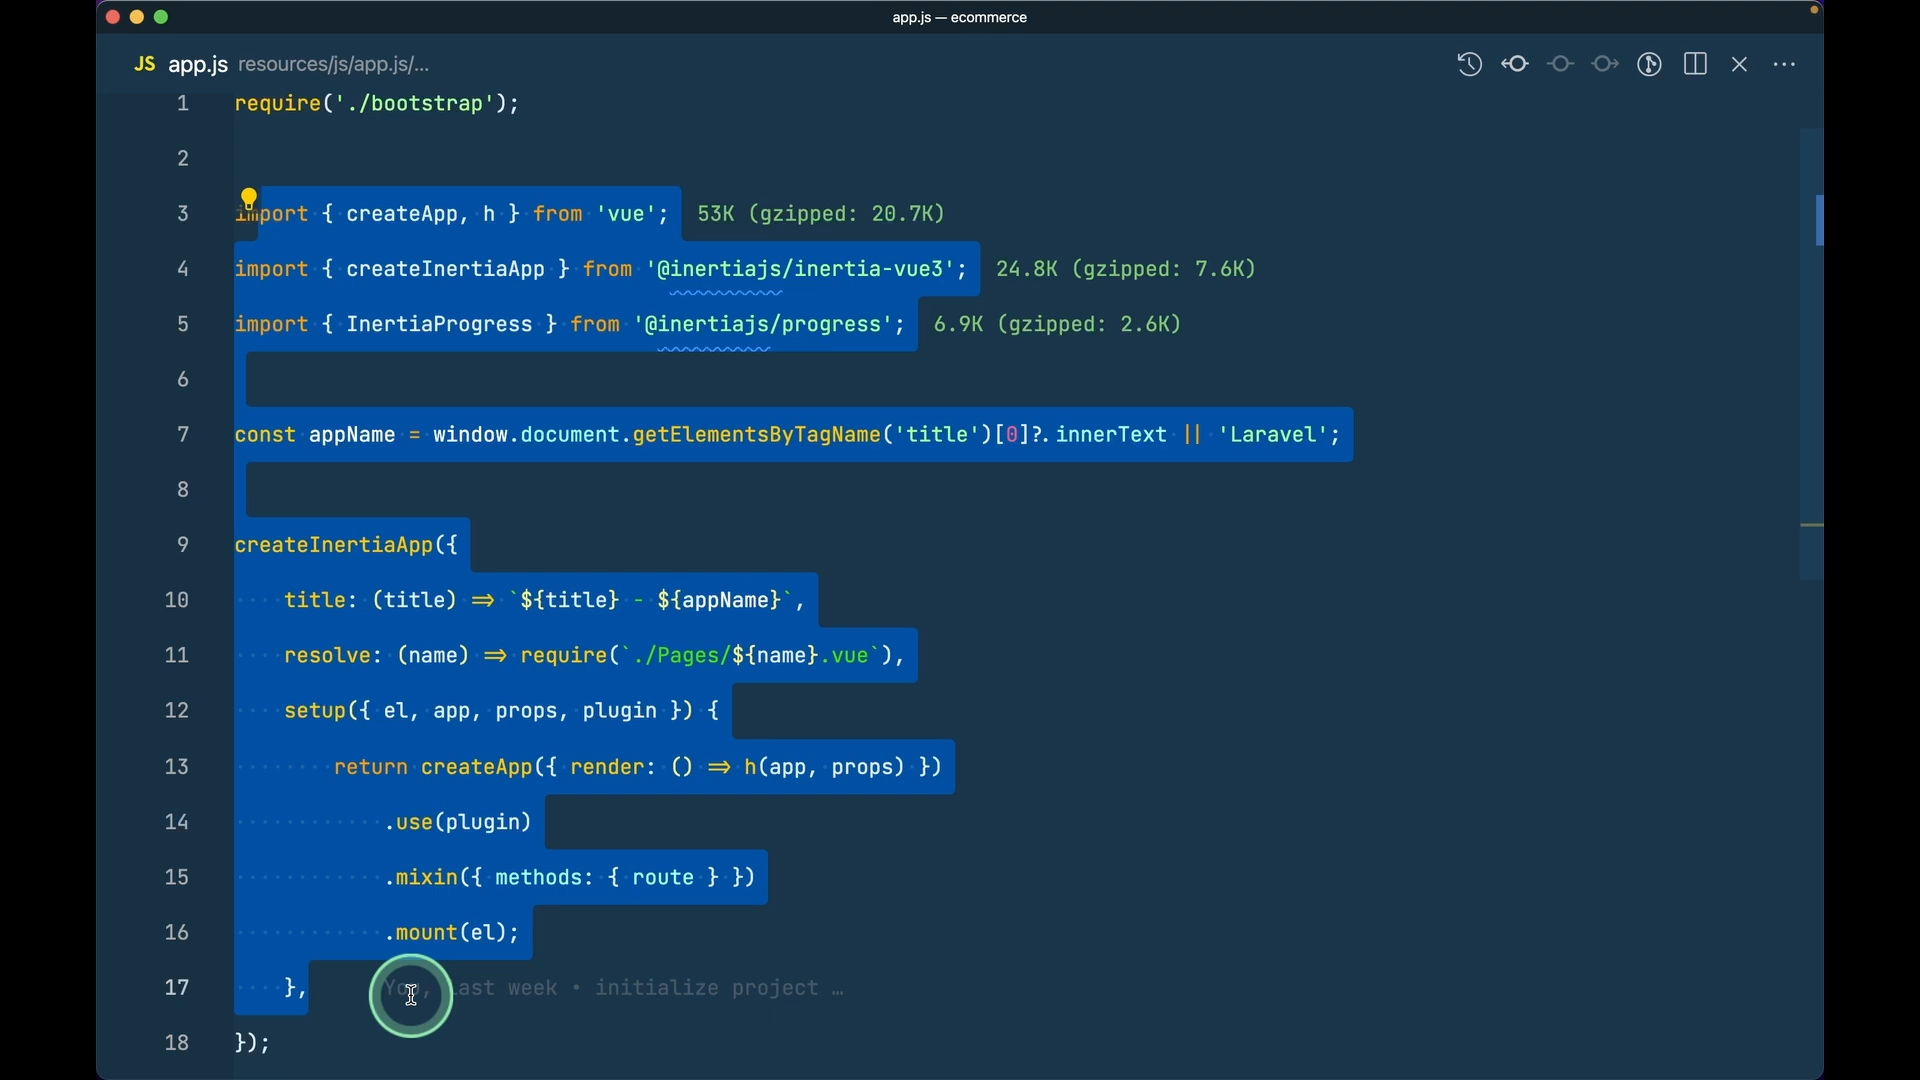 app.js — ecommerce
JS app.js resources/js/app.js/...
1 require('./bootstrap');
2
3 import { createApp, h } from 'vue'; 53K (gzipped: 20.7K)
4 import { createInertiaApp } from '@inertiajs/inertia-vue3'; 24.8K (gzipped: 7.6K)
5 import { InertiaProgress } from '@inertiajs/progress'; 6.9K (gzipped: 2.6K)
6
7 const appName = window.document.getElementsByTagName('title')[0]?.innerText || 'Laravel';
8
9 createInertiaApp({
10 title: (title) => `${title} - ${appName}`,
11 resolve: (name) => require(`./Pages/${name}.vue`),
12 setup({ el, app, props, plugin }) {
13 return createApp({ render: () => h(app, props) })
14 .use(plugin)
15 .mixin({ methods: { route } })
16 .mount(el);
17 }, You, last week • initialize project …
18 });